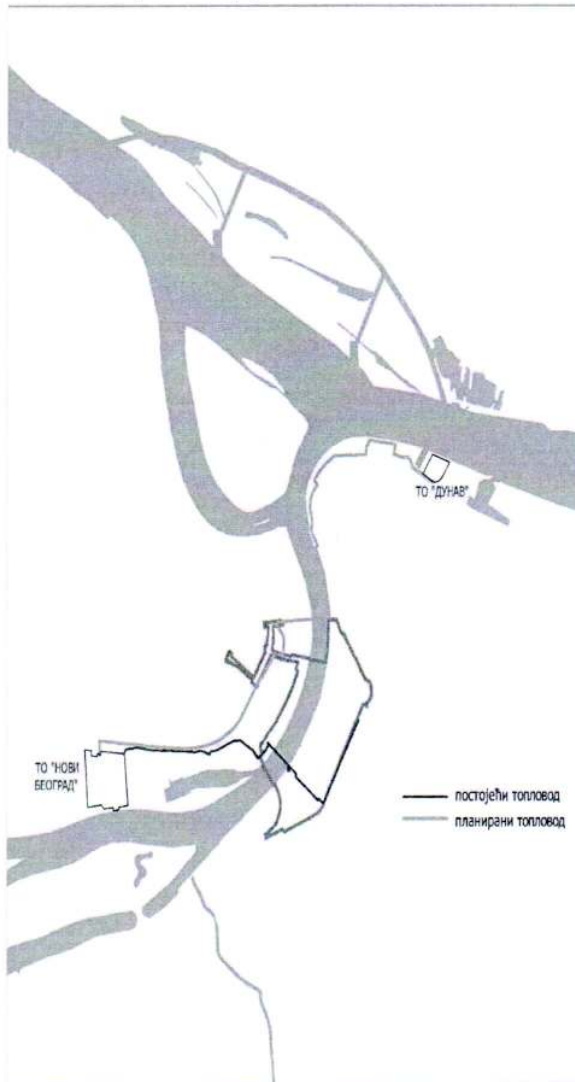 ТО "ДУНАВ"
ТО "НОВИ
БЕОГРАД"
постојећи топловод
планирани топловод